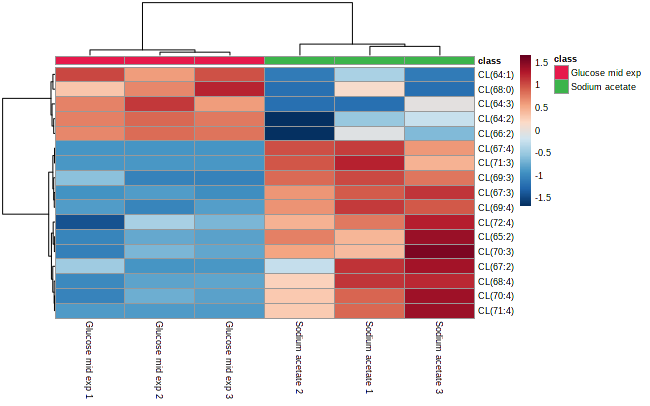 class
CL(64:1)
CL(68:0)
CL(64:3)
CL(64:2)
CL(66:2)
CL(67:4)
CL(71:3)
CL(69:3)
CL(67:3)
CL(69:4)
CL(72:4)
CL(65:2)
CL(70:3)
CL(67:2)
CL(68:4)
CL(70:4)
CL(71:4)
1.5
1
0.5
0
-0.5
-1
-1.5
class
Glucose mid exp
Sodium acetate
Glucose mid exp 1
Glucose mid exp 2
Glucose mid exp 3
Sodium acetate 2
Sodium acetate 1
Sodium acetate 3